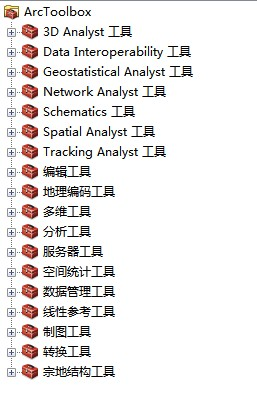 ArcToolbox
3D Analyst 工具
Data Interoperability 工具
Geostatistical Analyst 工具
Network Analyst 工具
Schematics 工具
Spatial Analyst 工具
Tracking Analyst 工具
编辑工具
地理编码工具
多维工具
分析工具
服务器工具
空间统计工具
数据管理工具
线性参考工具
制图工具
转换工具
宗地结构工具